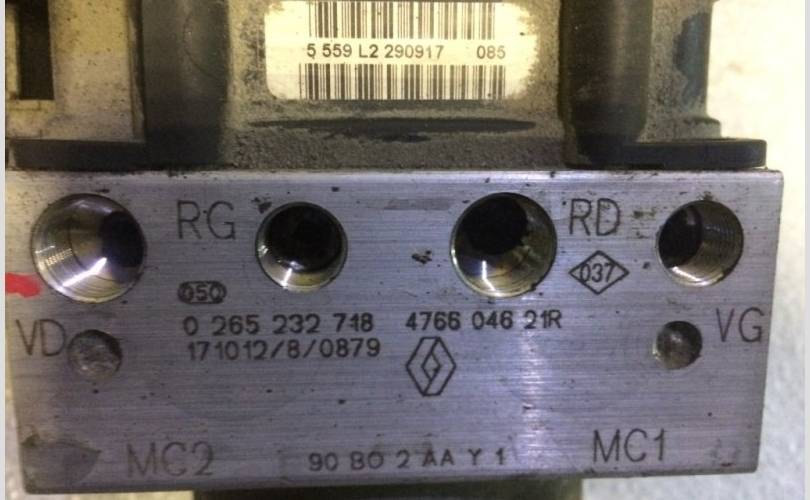 5 559 L2 290917 085
RG RD
037
050
0 265 232 718 4766 046 21R
171012/8/0879
VD VG
MC2 MC1
90 BO 2 AA Y 1